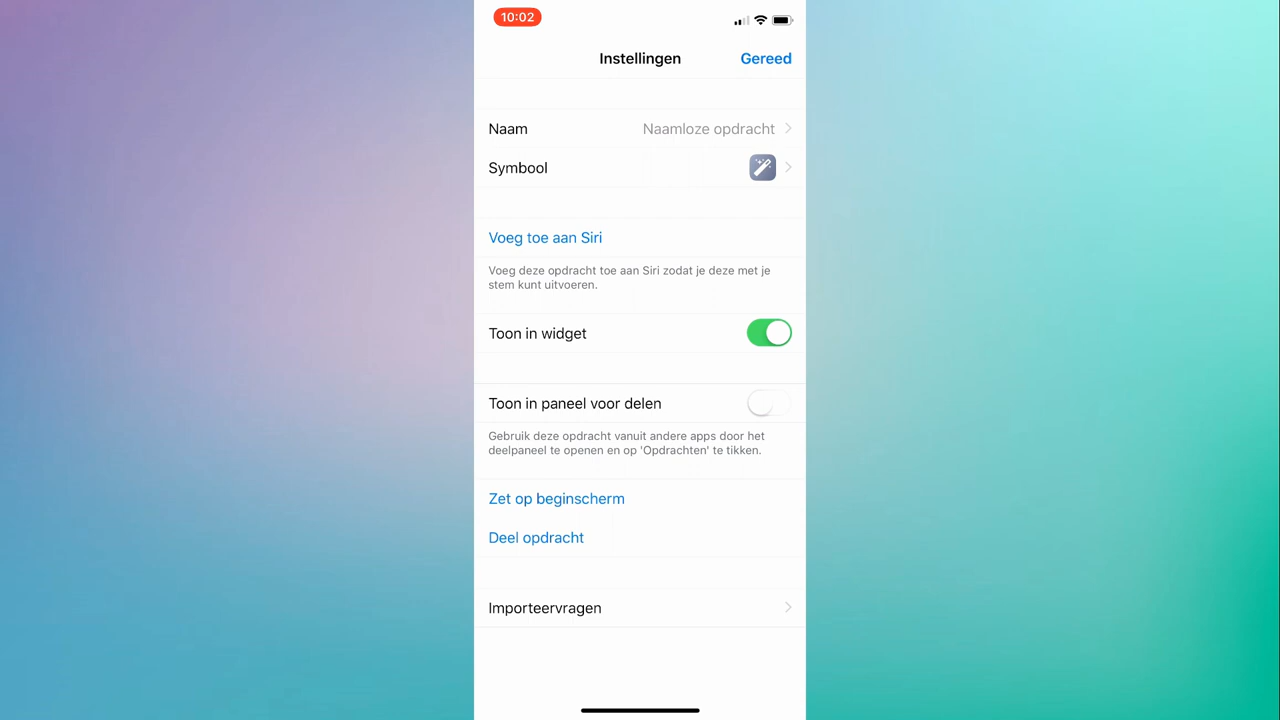 10:02
Instellingen
Gereed
Naam
Naamloze opdracht
Symbool
Voeg toe aan Siri
Voeg deze opdracht toe aan Siri zodat je deze met je
stem kunt uitvoeren.
Toon in widget
Toon in paneel voor delen
Gebruik deze opdracht vanuit andere apps door het
deelpaneel te openen en op 'Opdrachten' te tikken.
Zet op beginscherm
Deel opdracht
Importeervragen